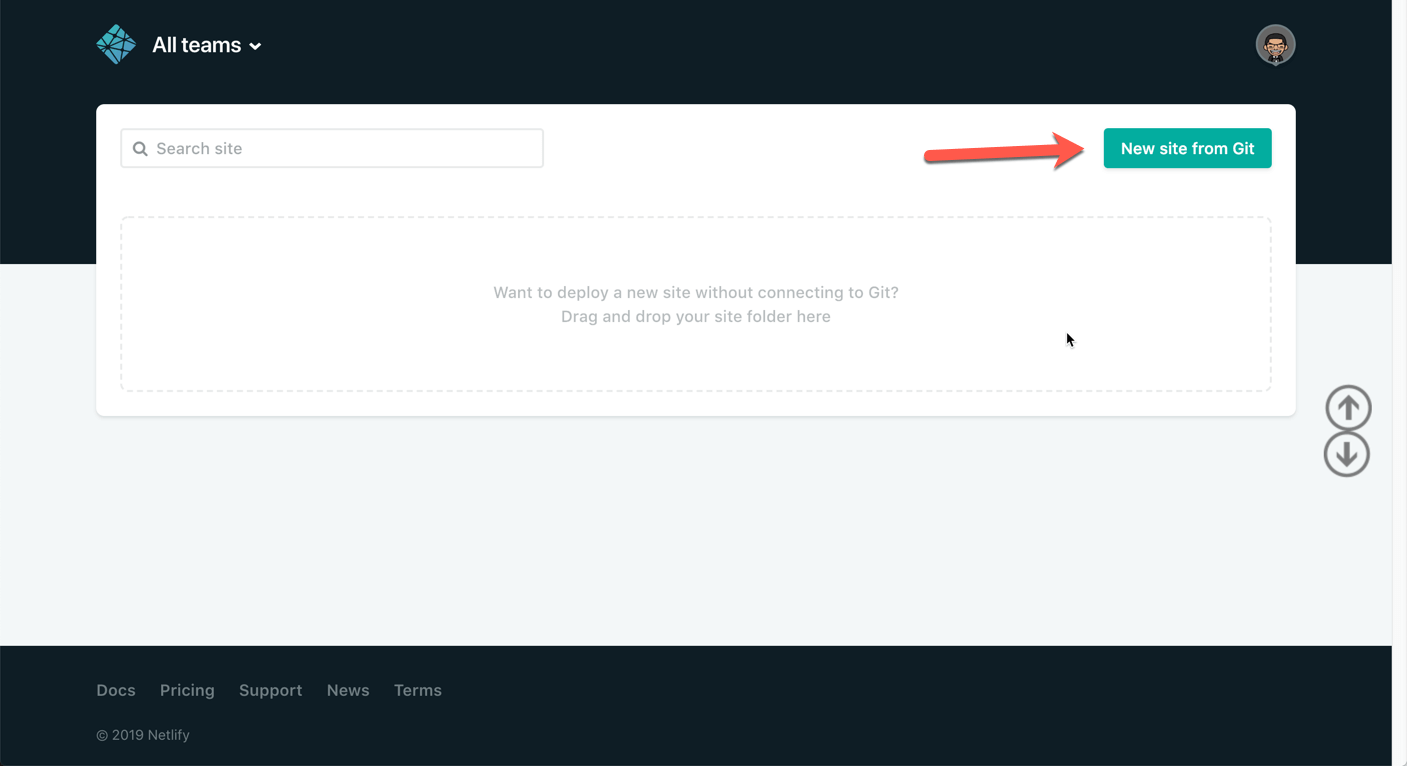 All teams
Search site
New site from Git
Want to deploy a new site without connecting to Git?
Drag and drop your site folder here
Docs Pricing Support News Terms
© 2019 Netlify